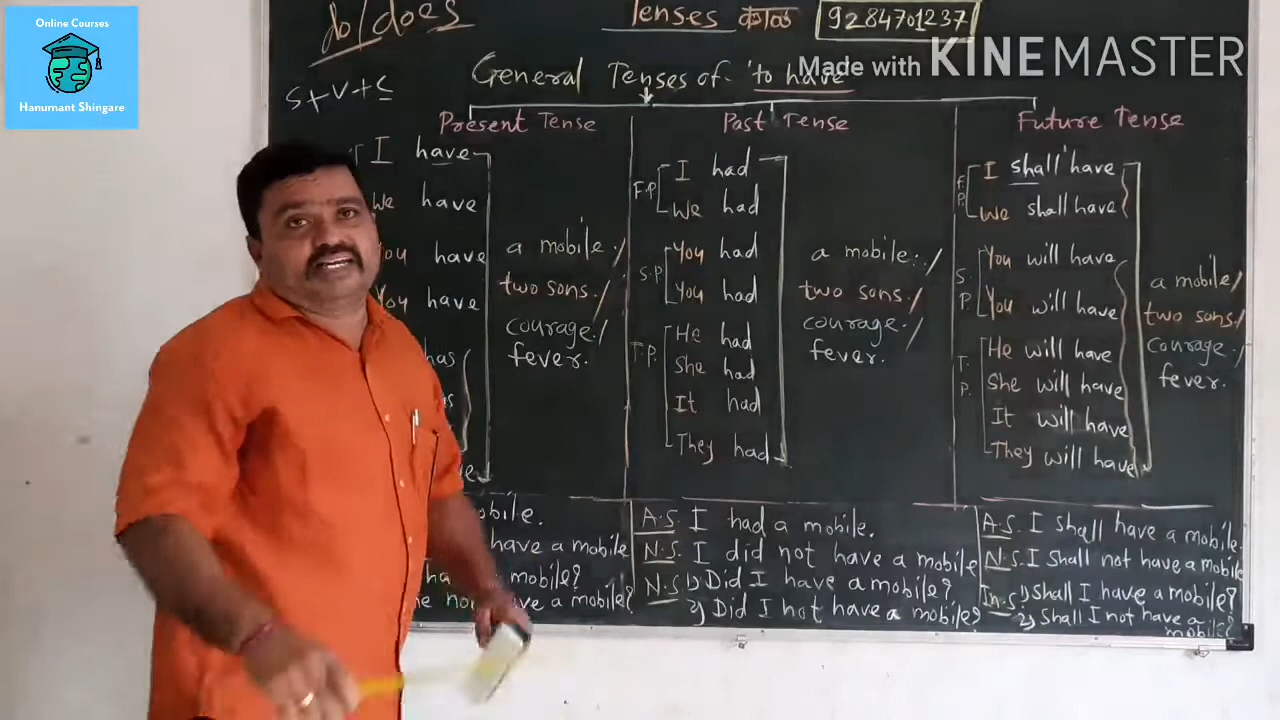 Online Courses
Hanumant Shingare
do/does
Tenses काळ
9284701237
Made with KINEMASTER
General Tenses of 'to have
S+V+C
Present Tense
I have
We have
You have
You have
has
a mobile./
two sons./
courage./
fever.
Past Tense
F.P.
I had
We had
S.P.
You had
You had
T.P.
He had
She had
It had
They had
a mobile./
two sons./
courage./
fever.
Future Tense
F.P.
I shall have
We shall have
S.P.
You will have
You will have
T.P.
He will have
She will have
It will have
They will have
a mobile/
two sons./
courage./
fever.
have a mobile
mobile?
a mobile?
A.S. I had a mobile.
N.S. I did not have a mobile
N.S 1) Did I have a mobile?
2) Did I not have a mobile?
A.S. I shall have a mobile.
N.S. I shall not have a mobile
In.S 1) Shall I have a mobile?
2) Shall I not have a
mobile?